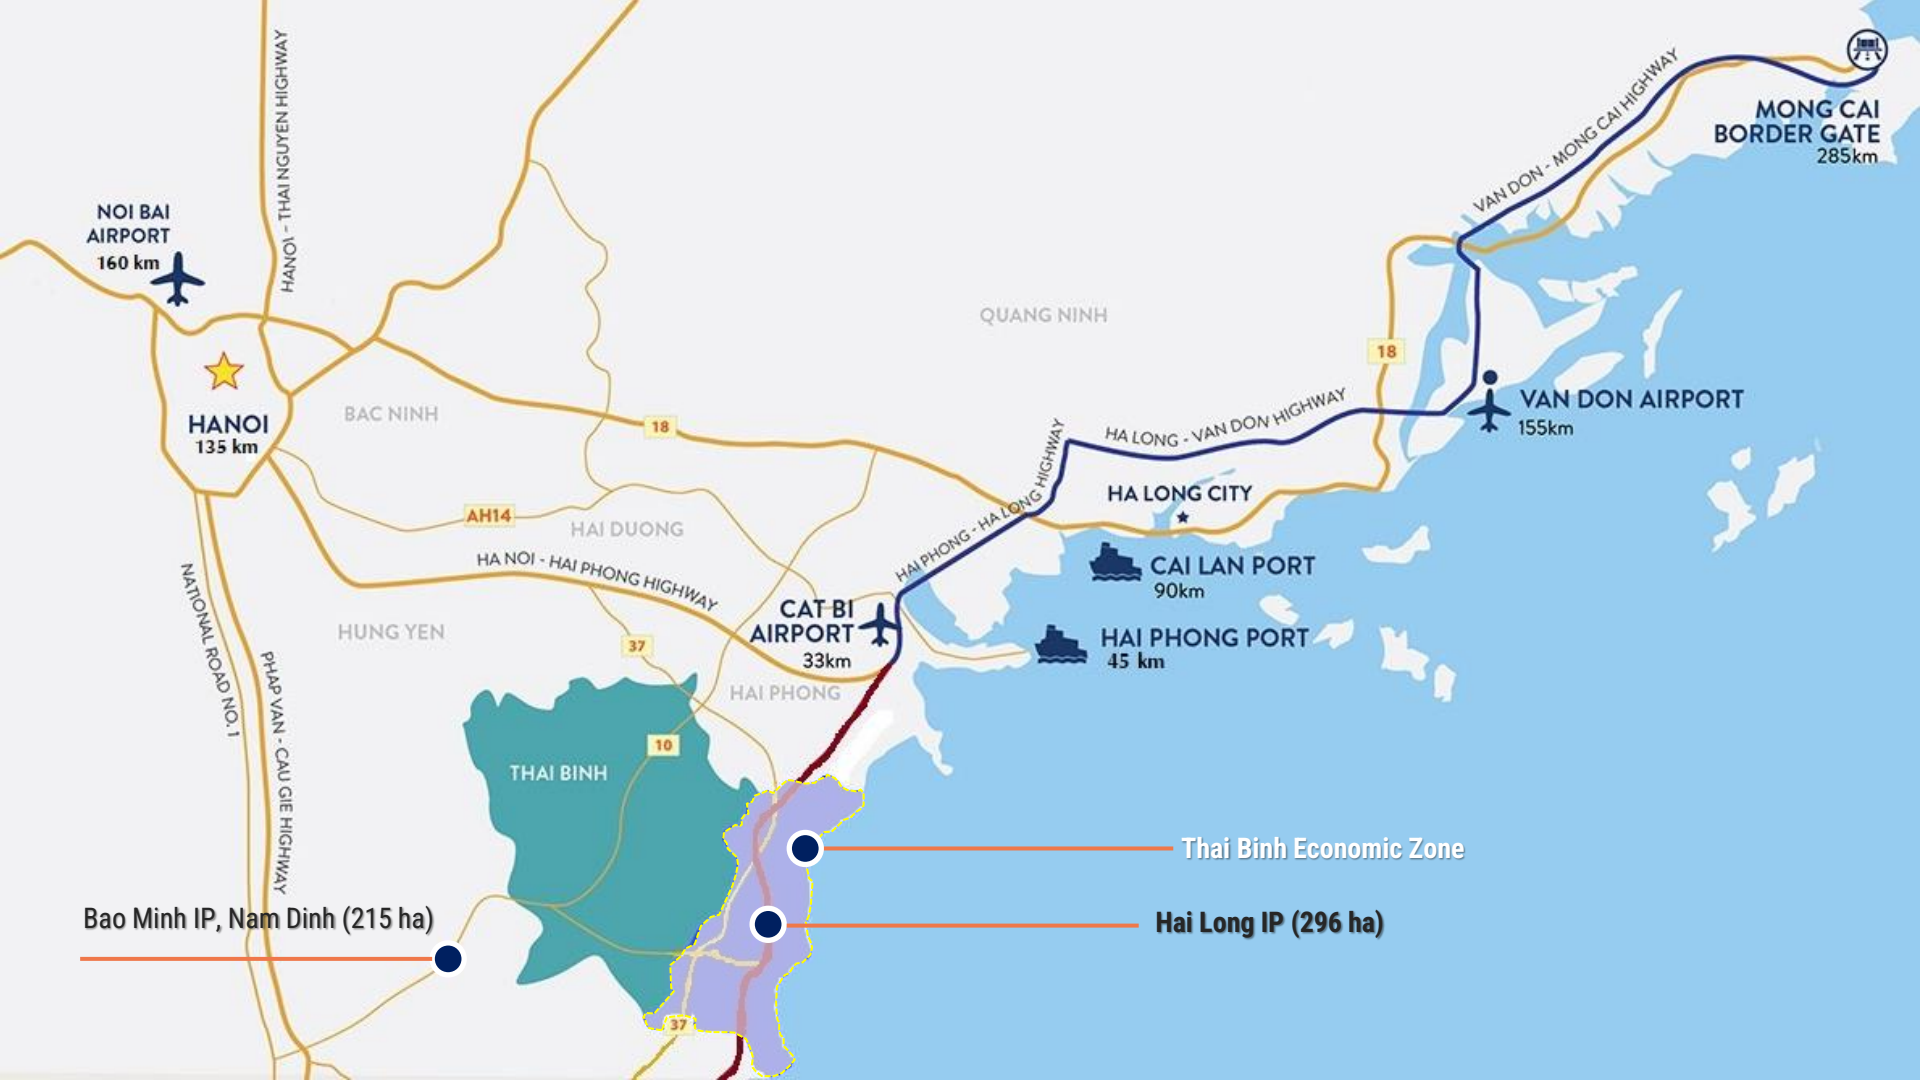 HANOI - THAI NGUYEN HIGHWAY
VAN DON - MONG CAI HIGHWAY
MONG CAI
BORDER GATE
285km
NOI BAI
AIRPORT
160 km
QUANG NINH
18
HANOI
135 km
BAC NINH
18
VAN DON AIRPORT
155km
HA LONG - VAN DON HIGHWAY
HAI PHONG - HA LONG HIGHWAY
HA LONG CITY
AH14
HAI DUONG
HA NOI - HAI PHONG HIGHWAY
CAI LAN PORT
90km
CAT BI
AIRPORT
33km
HAI PHONG PORT
45 km
NATIONAL ROAD NO. 1
HUNG YEN
37
PHAP VAN - CAU GIE HIGHWAY
HAI PHONG
10
THAI BINH
Thai Binh Economic Zone
Bao Minh IP, Nam Dinh (215 ha)
Hai Long IP (296 ha)
37